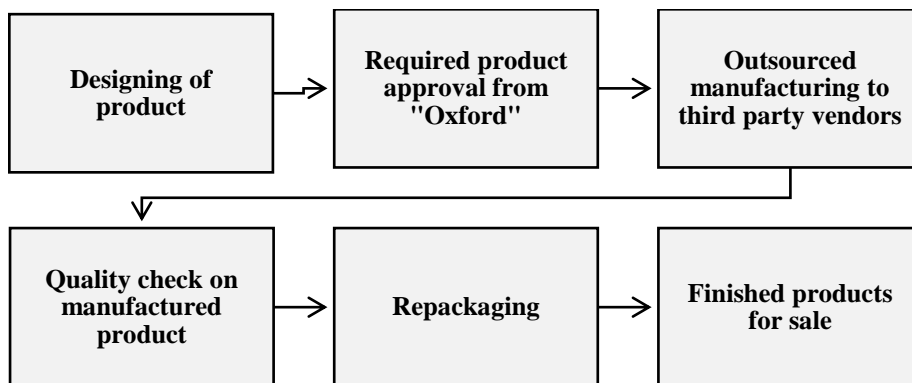 Designing of
product
Required product
approval from
"Oxford"
Outsourced
manufacturing to
third party vendors
Quality check on
manufactured
product
Repackaging
Finished products
for sale